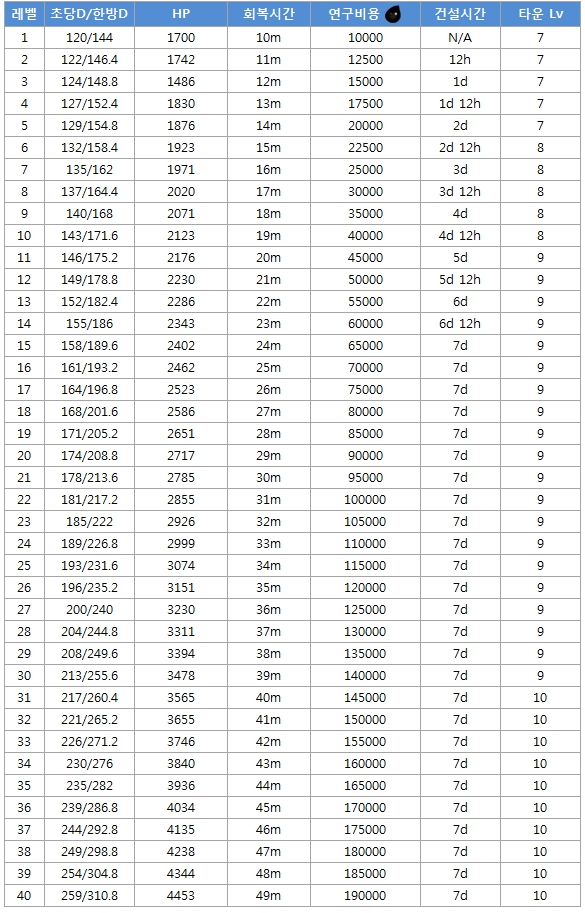 레벨 초당D/한방D HP 회복시간 연구비용 건설시간 타운 Lv
1 120/144 1700 10m 10000 N/A 7
2 122/146.4 1742 11m 12500 12h 7
3 124/148.8 1486 12m 15000 1d 7
4 127/152.4 1830 13m 17500 1d 12h 7
5 129/154.8 1876 14m 20000 2d 7
6 132/158.4 1923 15m 22500 2d 12h 8
7 135/162 1971 16m 25000 3d 8
8 137/164.4 2020 17m 30000 3d 12h 8
9 140/168 2071 18m 35000 4d 8
10 143/171.6 2123 19m 40000 4d 12h 8
11 146/175.2 2176 20m 45000 5d 9
12 149/178.8 2230 21m 50000 5d 12h 9
13 152/182.4 2286 22m 55000 6d 9
14 155/186 2343 23m 60000 6d 12h 9
15 158/189.6 2402 24m 65000 7d 9
16 161/193.2 2462 25m 70000 7d 9
17 164/196.8 2523 26m 75000 7d 9
18 168/201.6 2586 27m 80000 7d 9
19 171/205.2 2651 28m 85000 7d 9
20 174/208.8 2717 29m 90000 7d 9
21 178/213.6 2785 30m 95000 7d 9
22 181/217.2 2855 31m 100000 7d 9
23 185/222 2926 32m 105000 7d 9
24 189/226.8 2999 33m 110000 7d 9
25 193/231.6 3074 34m 115000 7d 9
26 196/235.2 3151 35m 120000 7d 9
27 200/240 3230 36m 125000 7d 9
28 204/244.8 3311 37m 130000 7d 9
29 208/249.6 3394 38m 135000 7d 9
30 213/255.6 3478 39m 140000 7d 9
31 217/260.4 3565 40m 145000 7d 10
32 221/265.2 3655 41m 150000 7d 10
33 226/271.2 3746 42m 155000 7d 10
34 230/276 3840 43m 160000 7d 10
35 235/282 3936 44m 165000 7d 10
36 239/286.8 4034 45m 170000 7d 10
37 244/292.8 4135 46m 175000 7d 10
38 249/298.8 4238 47m 180000 7d 10
39 254/304.8 4344 48m 185000 7d 10
40 259/310.8 4453 49m 190000 7d 10